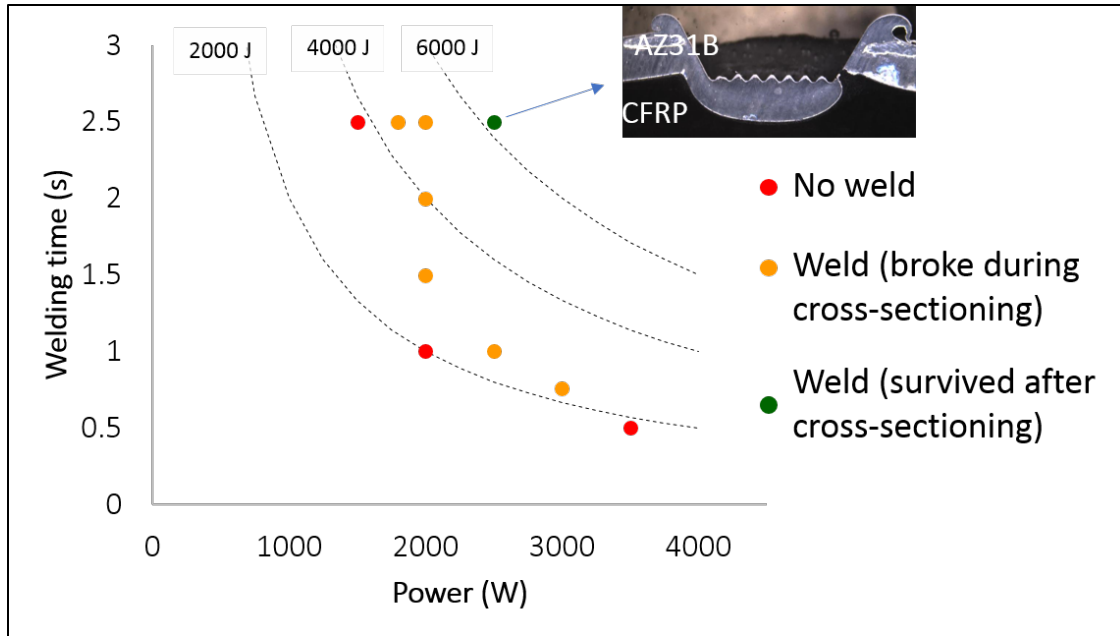 2000 J
4000 J
6000 J
AZ31B
CFRP
3
2.5
2
1.5
1
0.5
0
Welding time (s)
0
1000
2000
3000
4000
Power (W)
No weld
Weld (broke during
cross-sectioning)
Weld (survived after
cross-sectioning)